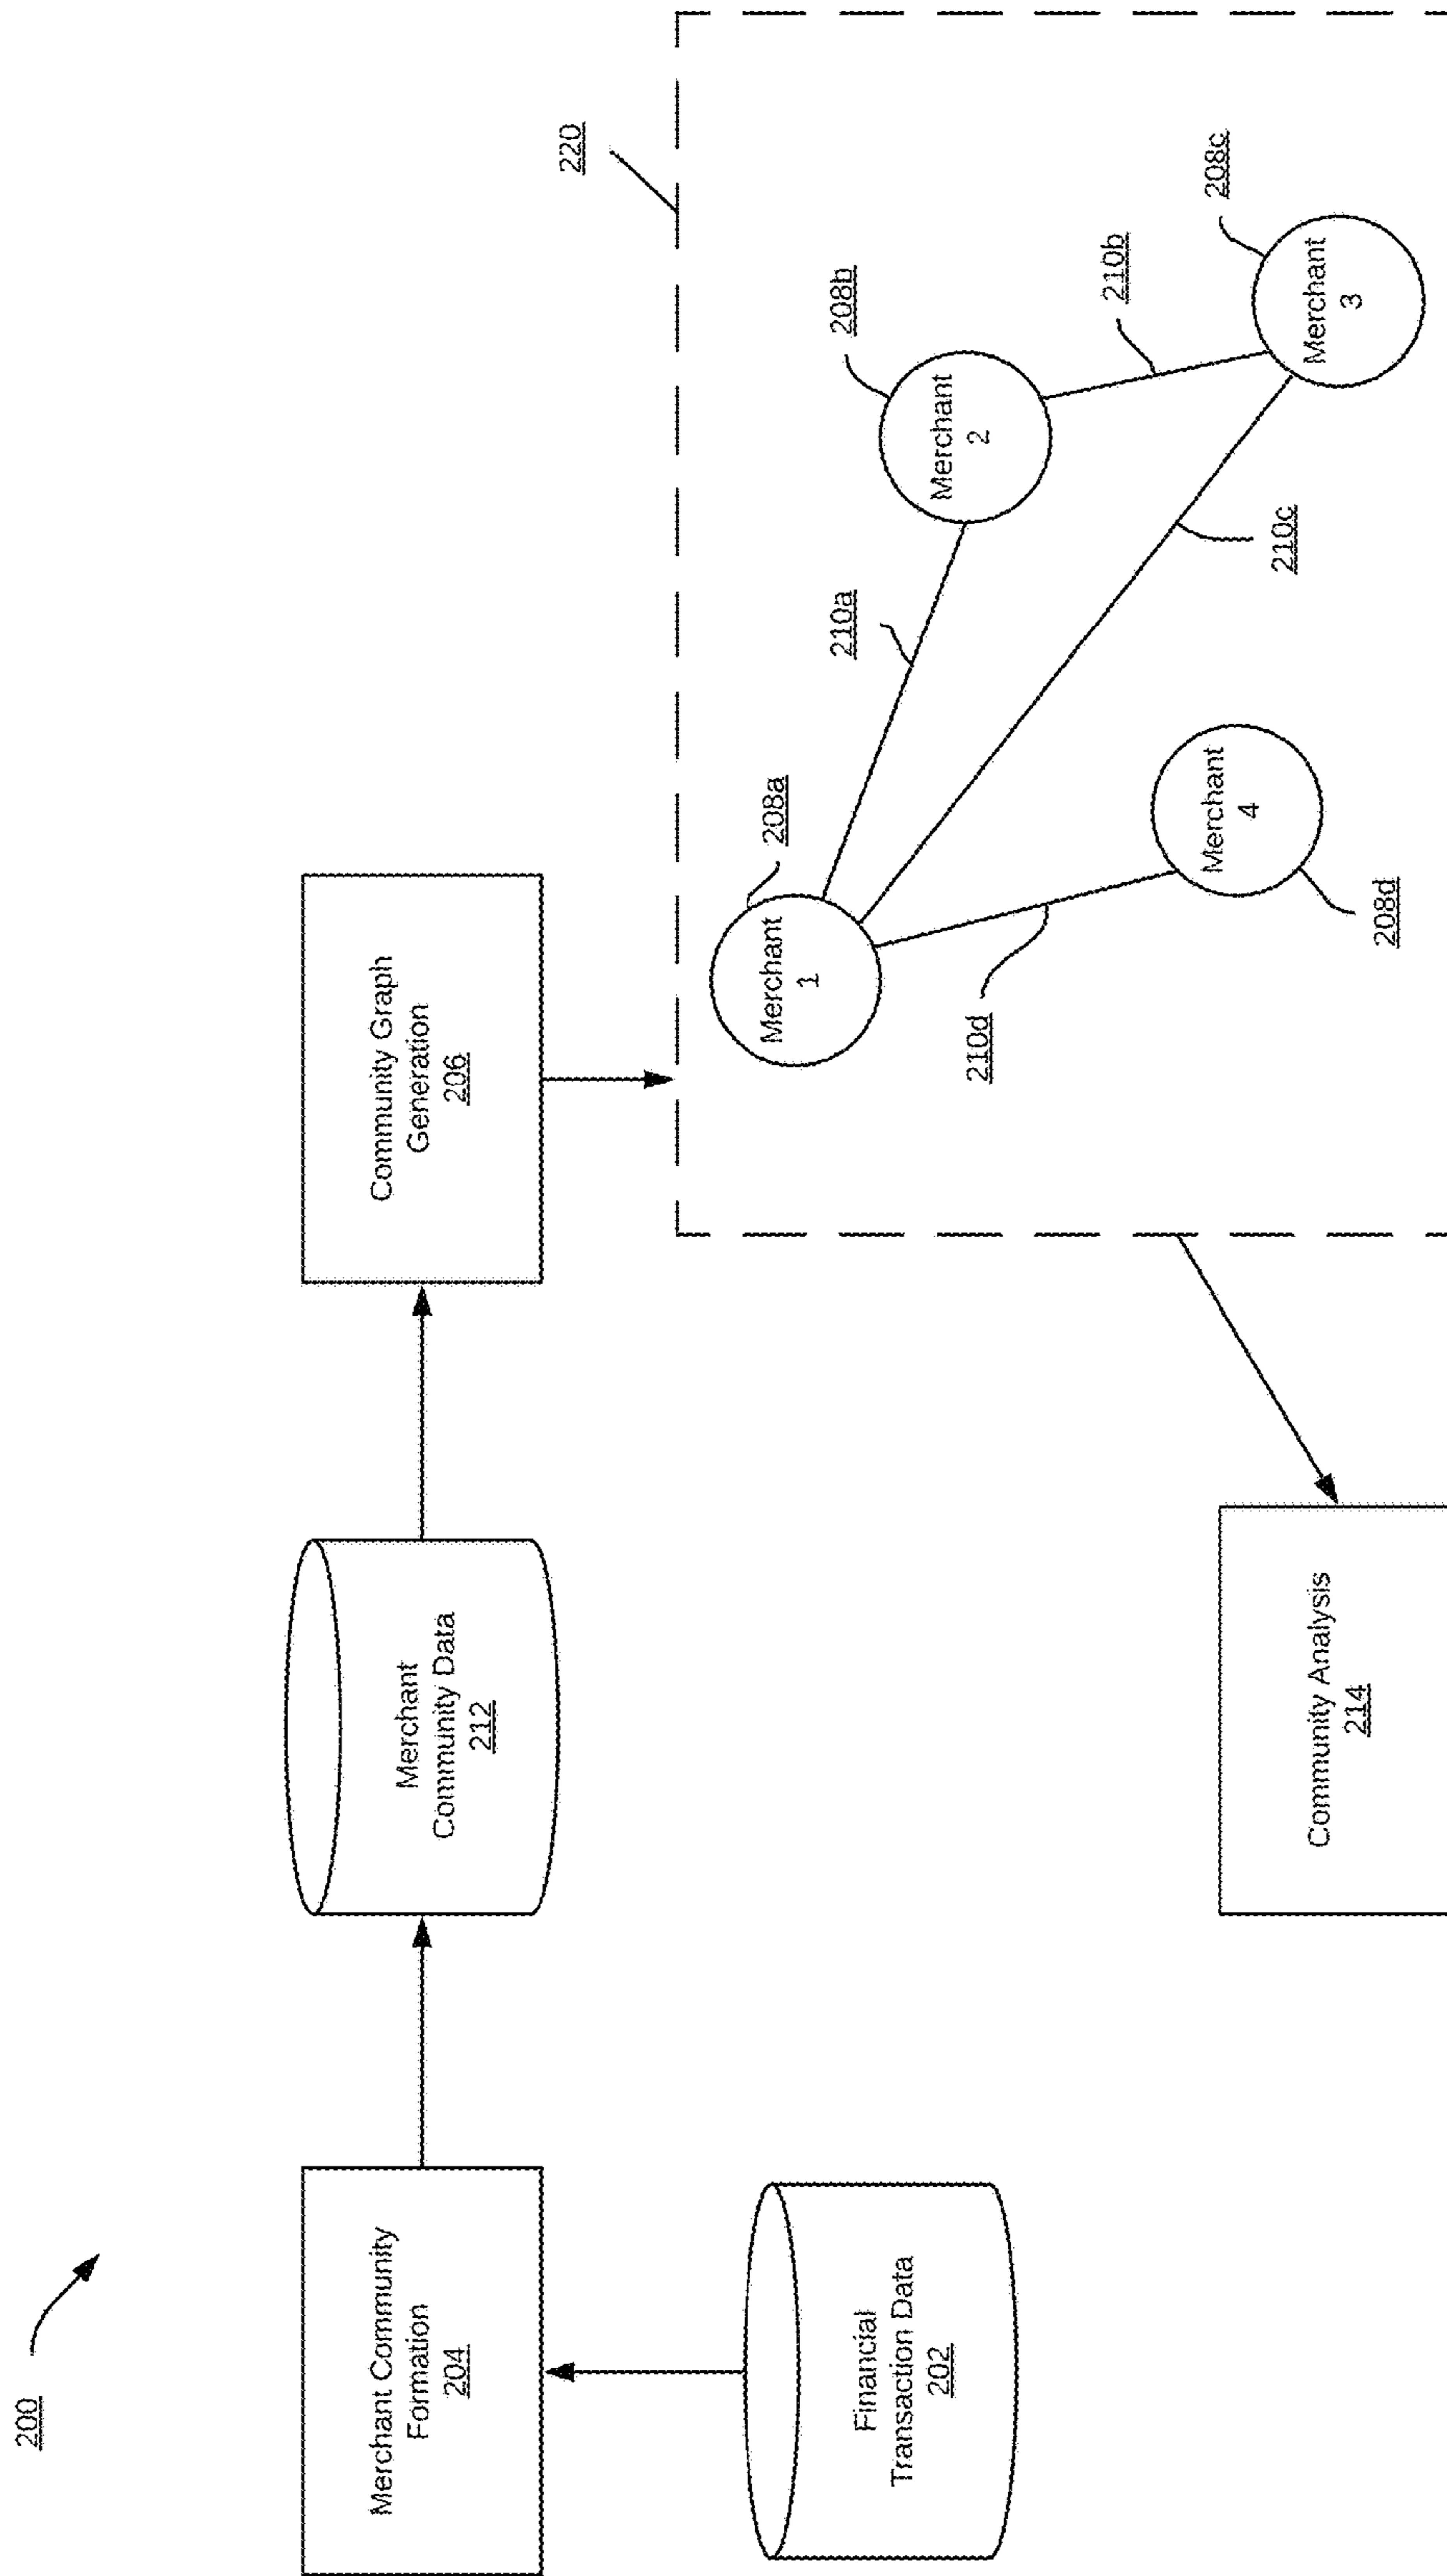 200
Merchant Community
Formation
204
Merchant
Community Data
212
Community Graph
Generation
206
220
Financial
Transaction Data
202
Merchant
1
208a
210a
Merchant
2
208b
210b
Merchant
3
208c
210c
210d
Merchant
4
208d
Community Analysis
214